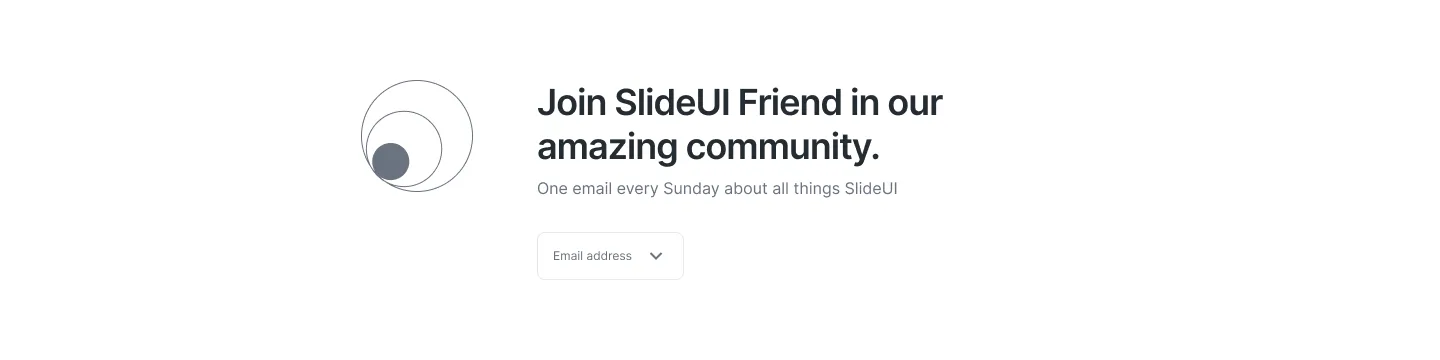 Join SlideUI Friend in our
amazing community.
One email every Sunday about all things SlideUI
Email address